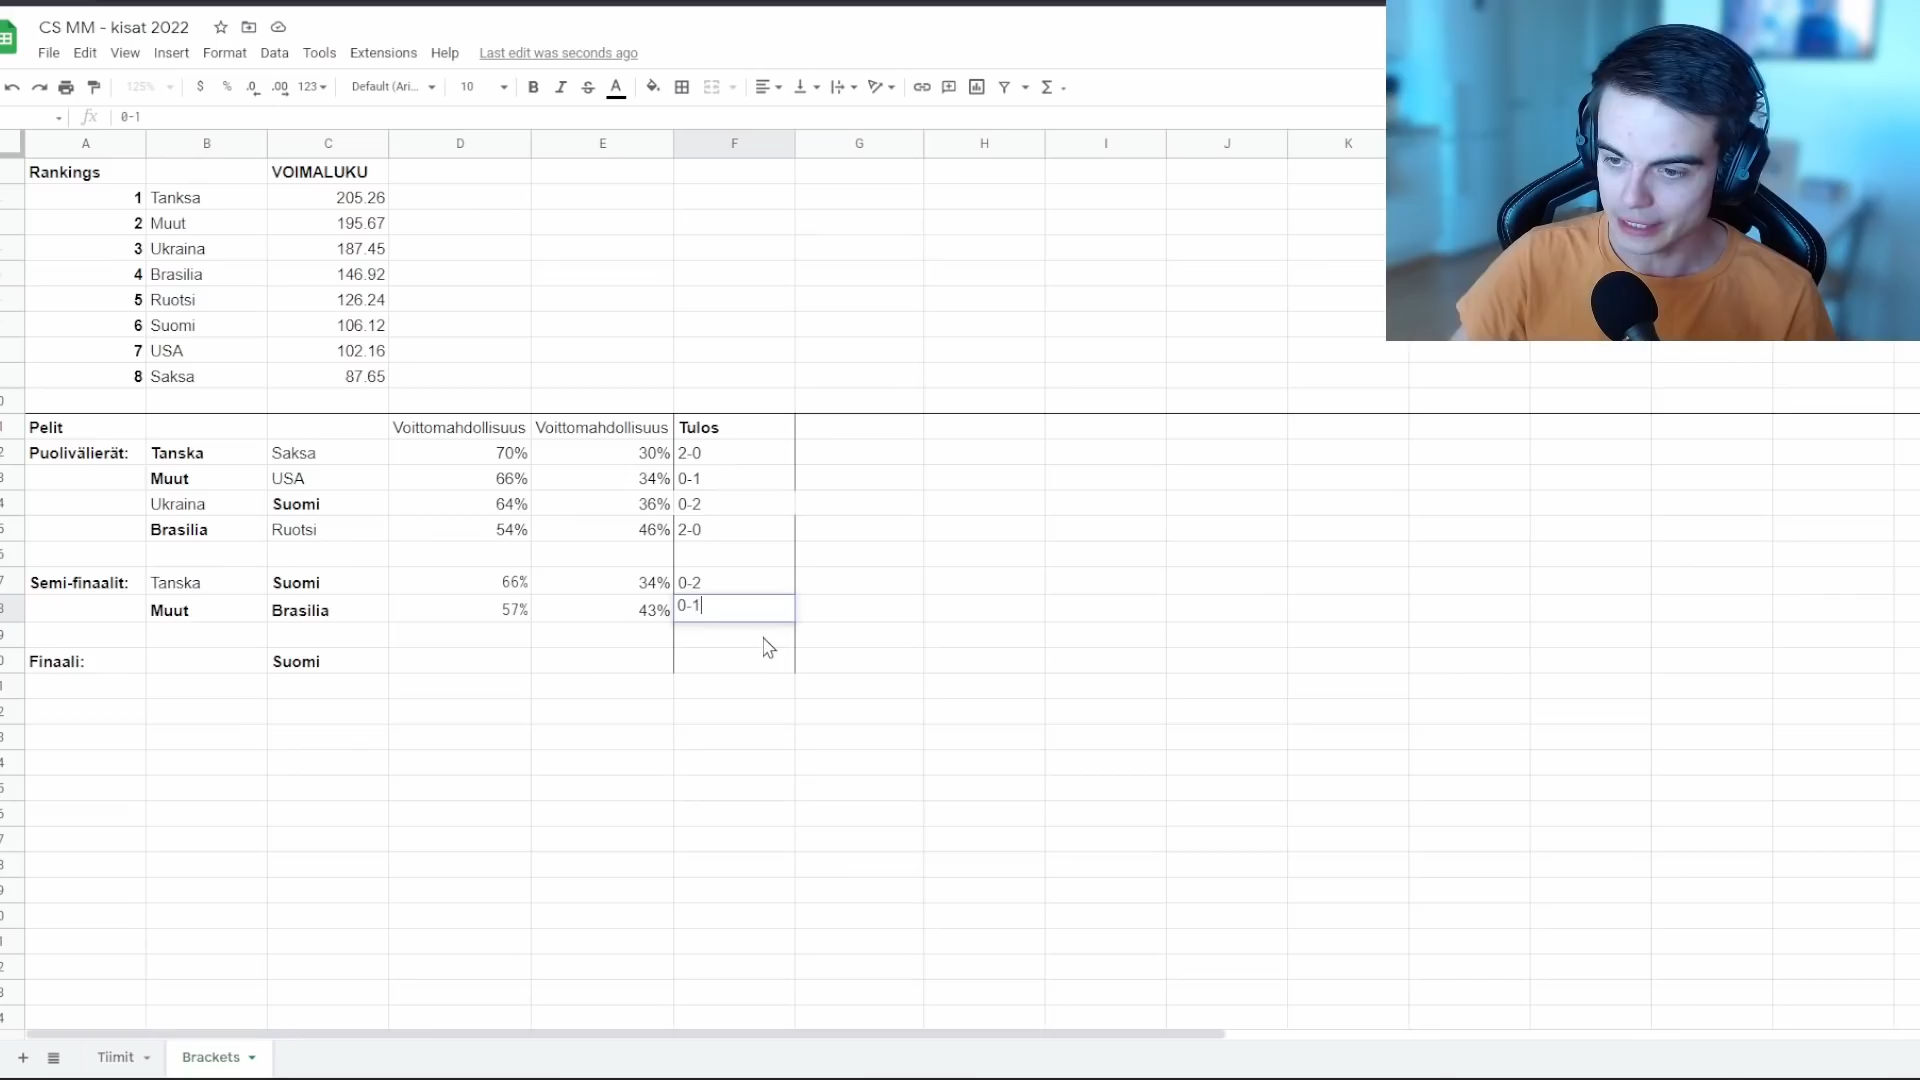 CS MM - kisat 2022
File Edit View Insert Format Data Tools Extensions Help Last edit was seconds ago
125% $ % .0 .00 123 Default (Ari... 10 B I S A
fx 0-1
A B C D E F G H I J K
Rankings VOIMALUKU
1 Tanksa 205.26
2 Muut 195.67
3 Ukraina 187.45
4 Brasilia 146.92
5 Ruotsi 126.24
6 Suomi 106.12
7 USA 102.16
8 Saksa 87.65
Pelit Voittomahdollisuus Voittomahdollisuus Tulos
Puolivälierät: Tanska Saksa 70% 30% 2-0
Muut USA 66% 34% 0-1
Ukraina Suomi 64% 36% 0-2
Brasilia Ruotsi 54% 46% 2-0
Semi-finaalit: Tanska Suomi 66% 34% 0-2
Muut Brasilia 57% 43% 0-1
Finaali: Suomi
Tiimit Brackets